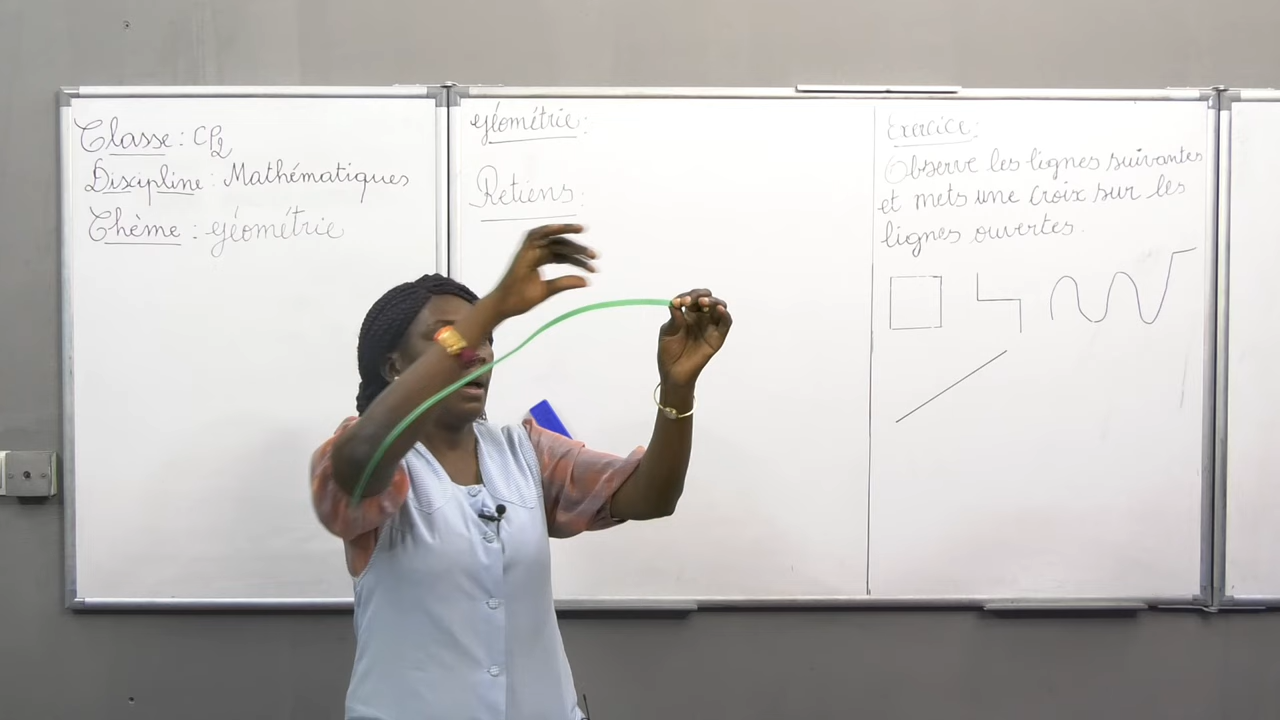 Classe : CP2
Discipline : Mathématiques
Thème : géométrie
géométrie :
Retiens :
Exercice :
Observe les lignes suivantes
et mets une croix sur les
lignes ouvertes.